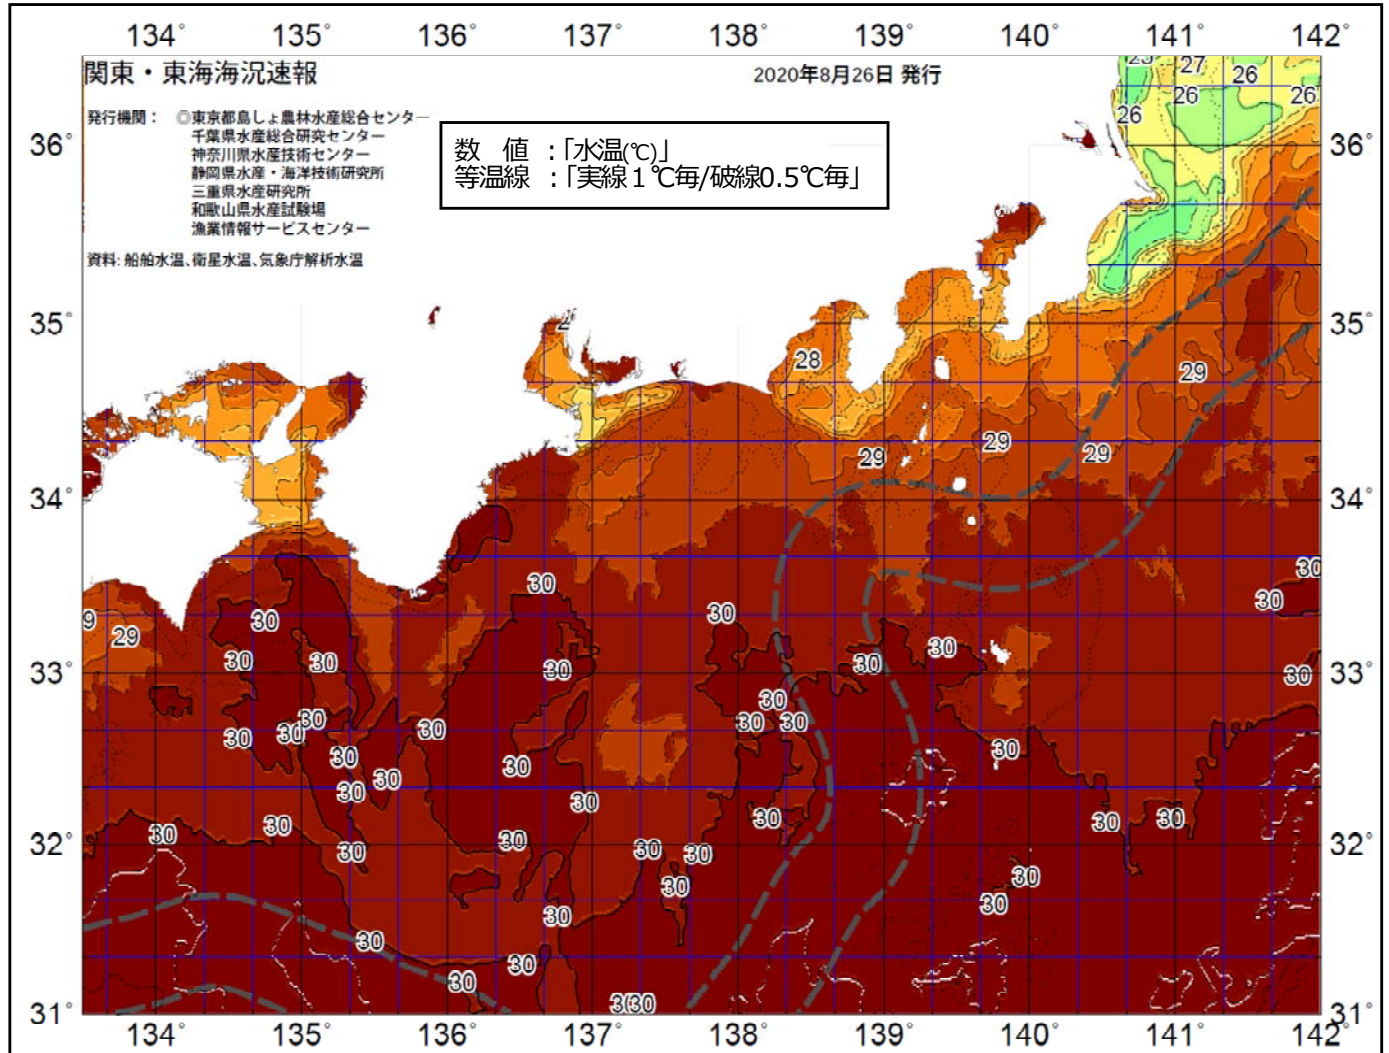 134° 135° 136° 137° 138° 139° 140° 141° 142°
関東・東海海況速報
2020年8月26日 発行
発行機関： ◎東京都島しょ農林水産総合センター
千葉県水産総合研究センター
神奈川県水産技術センター
静岡県水産・海洋技術研究所
三重県水産研究所
和歌山県水産試験場
漁業情報サービスセンター
資料: 船舶水温、衛星水温、気象庁解析水温
数 値 ：「水温(℃)」
等温線 ：「実線１℃毎/破線0.5℃毎」
27 26
26 26 26
36° 36°
35° 35°
28 29
29 29 29
34° 34°
30 30
30 30 30
29 30
30 30 30 30 30
33° 30 33°
30 30 30 30
30 30 30 30
30 30 30
30 30
30 30 30 30
30 30 30
32° 30 30 30 32°
30 30
30 30
30
30
30 30
31° 30 31°
134° 135° 136° 137° 138° 139° 140° 141° 142°